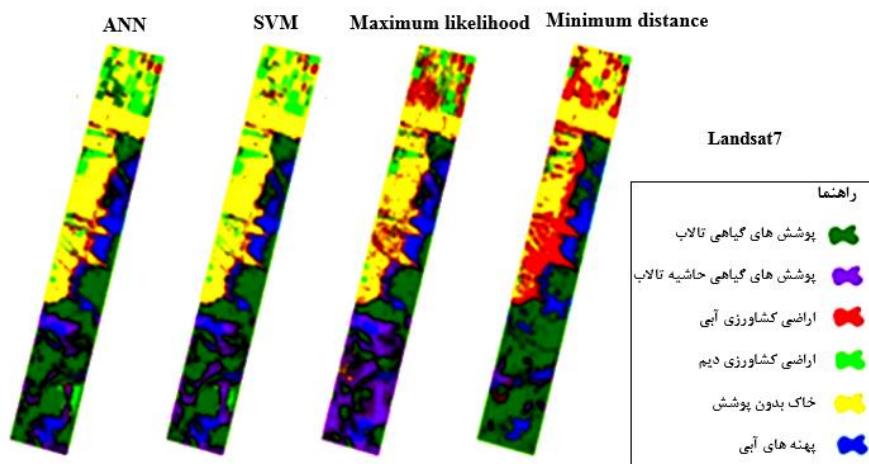 ANN
SVM
Maximum likelihood
Minimum distance
Landsat7
راهنما
پوشش های گیاهی تالاب
پوشش های گیاهی حاشیه تالاب
اراضی کشاورزی آبی
اراضی کشاورزی دیم
خاک بدون پوشش
پهنه های آبی